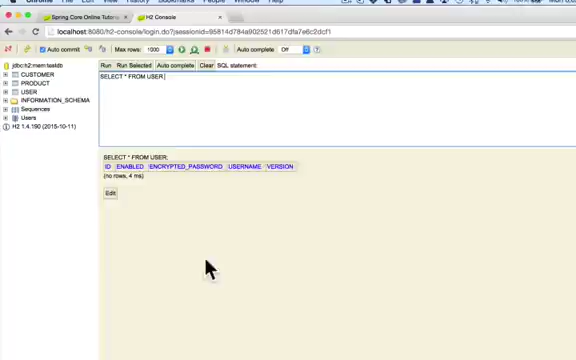 Chrome File Edit View History Bookmarks People Window Help
Spring Core Online Tutoria
H2 Console
localhost:8080/h2-console/login.do?jsessionid=95814d784a902521d617dfa7e6c2dcf1
Auto commit
Max rows: 1000
Auto complete Off
jdbc:h2:mem:testdb
CUSTOMER
PRODUCT
USER
INFORMATION_SCHEMA
Sequences
Users
H2 1.4.190 (2015-10-11)
Run Run Selected Auto complete Clear SQL statement:
SELECT * FROM USER
SELECT * FROM USER;
ID ENABLED ENCRYPTED_PASSWORD USERNAME VERSION
(no rows, 4 ms)
Edit